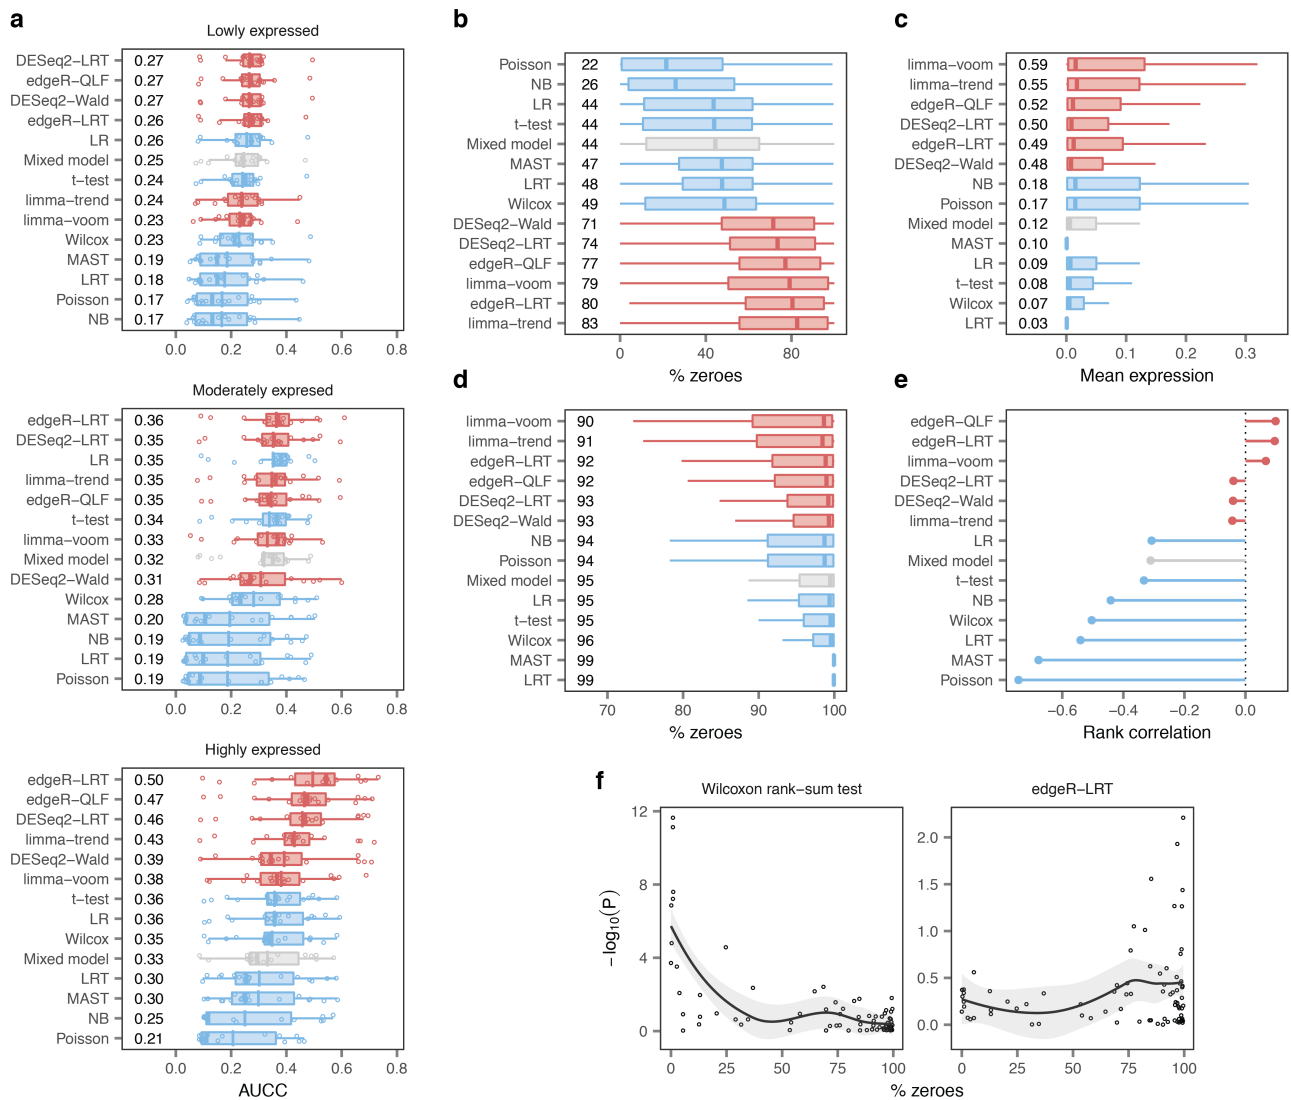 a
Lowly expressed
DESeq2−LRT 0.27
edgeR−QLF 0.27
DESeq2−Wald 0.27
edgeR−LRT 0.26
LR 0.26
Mixed model 0.25
t−test 0.24
limma−trend 0.24
limma−voom 0.23
Wilcox 0.23
MAST 0.19
LRT 0.18
Poisson 0.17
NB 0.17
0.0 0.2 0.4 0.6 0.8
Moderately expresed
edgeR−LRT 0.36
DESeq2−LRT 0.35
LR 0.35
limma−trend 0.35
edgeR−QLF 0.35
t−test 0.34
limma−voom 0.33
Mixed model 0.32
DESeq2−Wald 0.31
Wilcox 0.28
MAST 0.20
NB 0.19
LRT 0.19
Poisson 0.19
0.0 0.2 0.4 0.6 0.8
Highly expressed
edgeR−LRT 0.50
edgeR−QLF 0.47
DESeq2−LRT 0.46
limma−trend 0.43
DESeq2−Wald 0.39
limma−voom 0.38
t−test 0.36
LR 0.36
Wilcox 0.35
Mixed model 0.33
LRT 0.30
MAST 0.30
NB 0.25
Poisson 0.21
0.0 0.2 0.4 0.6 0.8
AUCC
b
Poisson 22
NB 26
LR 44
t−test 44
Mixed model 44
MAST 47
LRT 48
Wilcox 49
DESeq2−Wald 71
DESeq2−LRT 74
edgeR−QLF 77
limma−voom 79
edgeR−LRT 80
limma−trend 83
0 40 80
% zeroes
c
limma−voom 0.59
limma−trend 0.55
edgeR−QLF 0.52
DESeq2−LRT 0.50
edgeR−LRT 0.49
DESeq2−Wald 0.48
NB 0.18
Poisson 0.17
Mixed model 0.12
MAST 0.10
LR 0.09
t−test 0.08
Wilcox 0.07
LRT 0.03
0.0 0.1 0.2 0.3
Mean expression
d
limma−voom 90
limma−trend 91
edgeR−LRT 92
edgeR−QLF 92
DESeq2−LRT 93
DESeq2−Wald 93
NB 94
Poisson 94
Mixed model 95
LR 95
t−test 95
Wilcox 96
MAST 99
LRT 99
70 80 90 100
% zeroes
e
edgeR−QLF
edgeR−LRT
limma−voom
DESeq2−LRT
DESeq2−Wald
limma−trend
LR
Mixed model
t−test
NB
Wilcox
LRT
MAST
Poisson
−0.6 −0.4 −0.2 0.0
Rank correlation
f
Wilcoxon rank−sum test
−log10(P)
12
8
4
0
0 25 50 75 100
edgeR−LRT
2.0
1.5
1.0
0.5
0.0
0 25 50 75 100
% zeroes